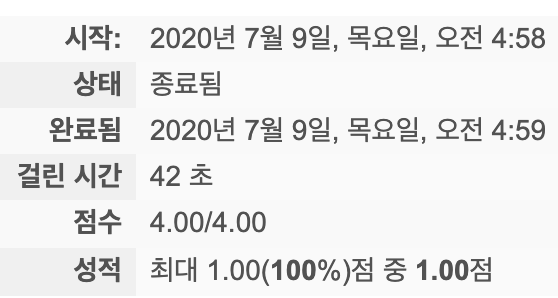 시작: 2020년 7월 9일, 목요일, 오전 4:58
상태 종료됨
완료됨 2020년 7월 9일, 목요일, 오전 4:59
걸린 시간 42 초
점수 4.00/4.00
성적 최대 1.00(100%)점 중 1.00점